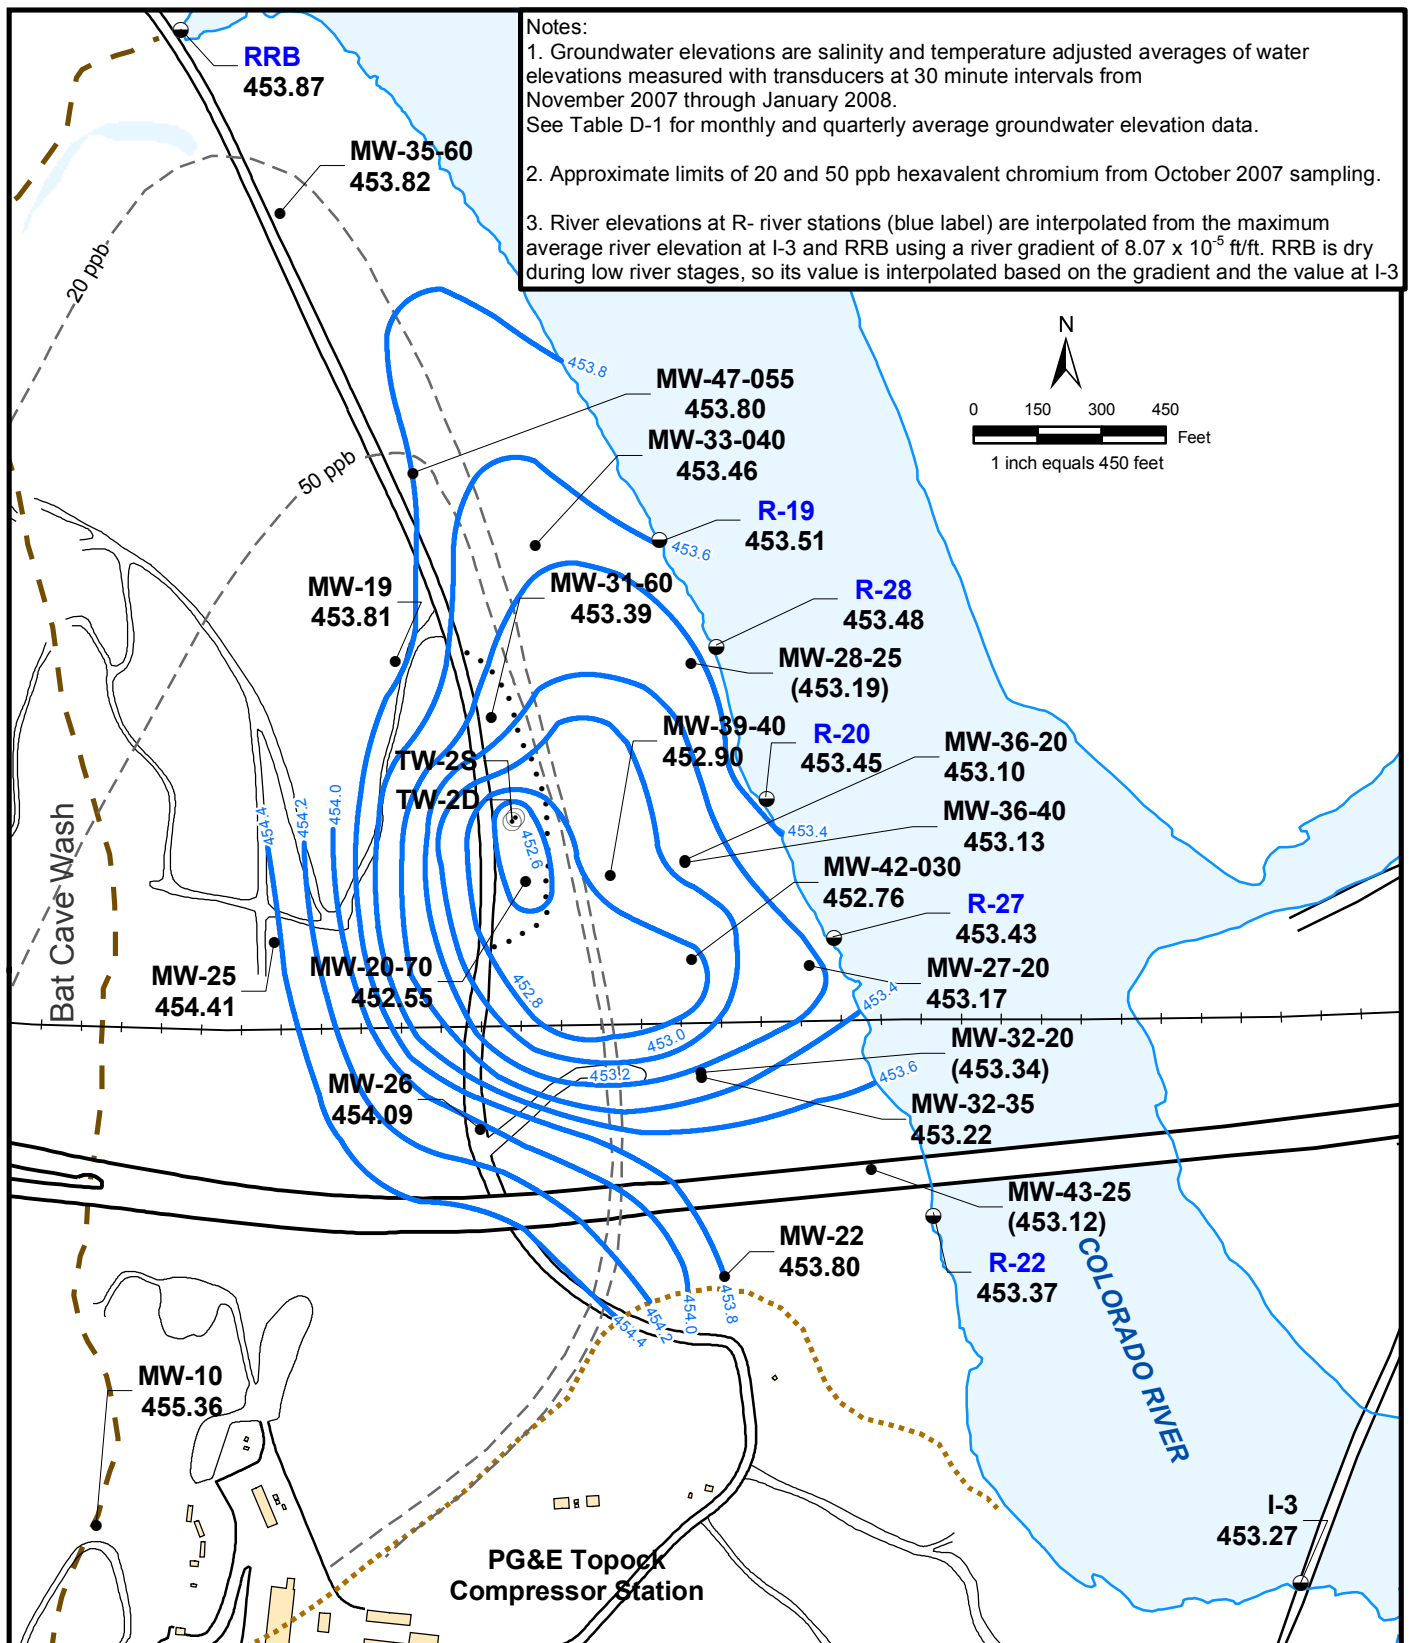 Notes:
1. Groundwater elevations are salinity and temperature adjusted averages of water
elevations measured with transducers at 30 minute intervals from
November 2007 through January 2008.
See Table D-1 for monthly and quarterly average groundwater elevation data.
2. Approximate limits of 20 and 50 ppb hexavalent chromium from October 2007 sampling.
3. River elevations at R- river stations (blue label) are interpolated from the maximum
average river elevation at I-3 and RRB using a river gradient of 8.07 x 10⁻⁵ ft/ft. RRB is dry
during low river stages, so its value is interpolated based on the gradient and the value at I-3
RRB
453.87
MW-35-60
453.82
20 ppb
N
0 150 300 450
Feet
1 inch equals 450 feet
453.8
MW-47-055
453.80
MW-33-040
453.46
50 ppb
R-19
453.51
453.6
MW-19
453.81
MW-31-60
453.39
R-28
453.48
MW-28-25
(453.19)
MW-39-40
452.90
R-20
453.45
MW-36-20
453.10
TW-2S
TW-2D
MW-36-40
453.13
454.4
454.2
454.0
453.4
452.6
MW-42-030
452.76
R-27
453.43
Bat Cave Wash
MW-25
454.41
MW-20-70
452.55
MW-27-20
453.17
452.8
453.4
453.0
MW-32-20
(453.34)
453.2
453.6
MW-26
454.09
MW-32-35
453.22
MW-43-25
(453.12)
MW-22
453.80
R-22
453.37
COLORADO RIVER
454.4
454.2
454.0
453.8
MW-10
455.36
I-3
453.27
PG&E Topock
Compressor Station